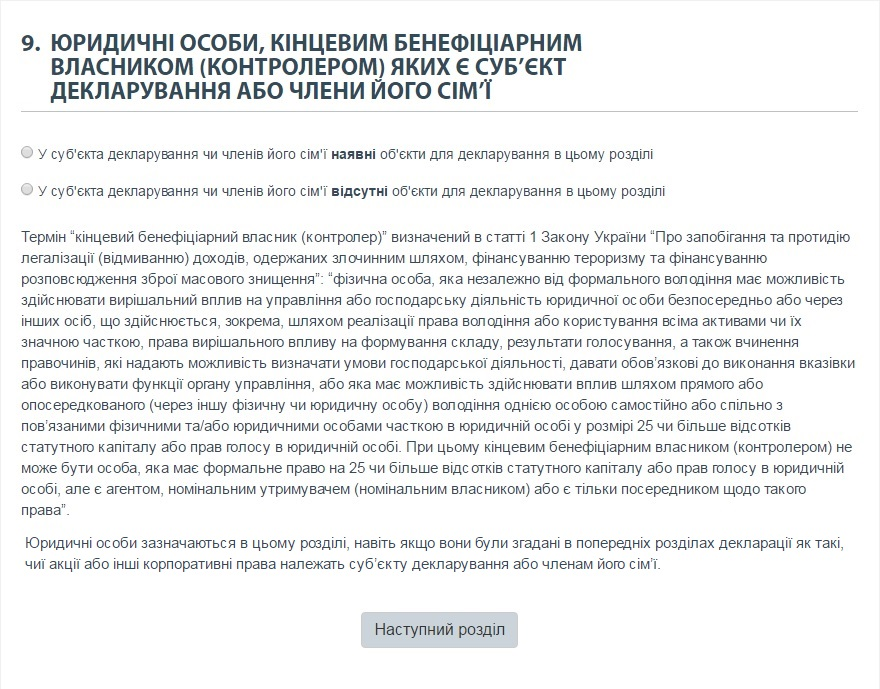 9. ЮРИДИЧНІ ОСОБИ, КІНЦЕВИМ БЕНЕФІЦІАРНИМ
ВЛАСНИКОМ (КОНТРОЛЕРОМ) ЯКИХ Є СУБ’ЄКТ
ДЕКЛАРУВАННЯ АБО ЧЛЕНИ ЙОГО СІМ’Ї
У суб'єкта декларування чи членів його сім'ї наявні об'єкти для декларування в цьому розділі
У суб'єкта декларування чи членів його сім'ї відсутні об'єкти для декларування в цьому розділі
Термін “кінцевий бенефіціарний власник (контролер)” визначений в статті 1 Закону України “Про запобігання та протидію
легалізації (відмиванню) доходів, одержаних злочинним шляхом, фінансуванню тероризму та фінансуванню
розповсюдження зброї масового знищення”: “фізична особа, яка незалежно від формального володіння має можливість
здійснювати вирішальний вплив на управління або господарську діяльність юридичної особи безпосередньо або через
інших осіб, що здійснюється, зокрема, шляхом реалізації права володіння або користування всіма активами чи їх
значною часткою, права вирішального впливу на формування складу, результати голосування, а також вчинення
правочинів, які надають можливість визначати умови господарської діяльності, давати обов’язкові до виконання вказівки
або виконувати функції органу управління, або яка має можливість здійснювати вплив шляхом прямого або
опосередкованого (через іншу фізичну чи юридичну особу) володіння однією особою самостійно або спільно з
пов’язаними фізичними та/або юридичними особами часткою в юридичній особі у розмірі 25 чи більше відсотків
статутного капіталу або прав голосу в юридичній особі. При цьому кінцевим бенефіціарним власником (контролером) не
може бути особа, яка має формальне право на 25 чи більше відсотків статутного капіталу або прав голосу в юридичній
особі, але є агентом, номінальним утримувачем (номінальним власником) або є тільки посередником щодо такого
права”.
Юридичні особи зазначаються в цьому розділі, навіть якщо вони були згадані в попередніх розділах декларації як такі,
чиї акції або інші корпоративні права належать суб’єкту декларування або членам його сім’ї.
Наступний розділ